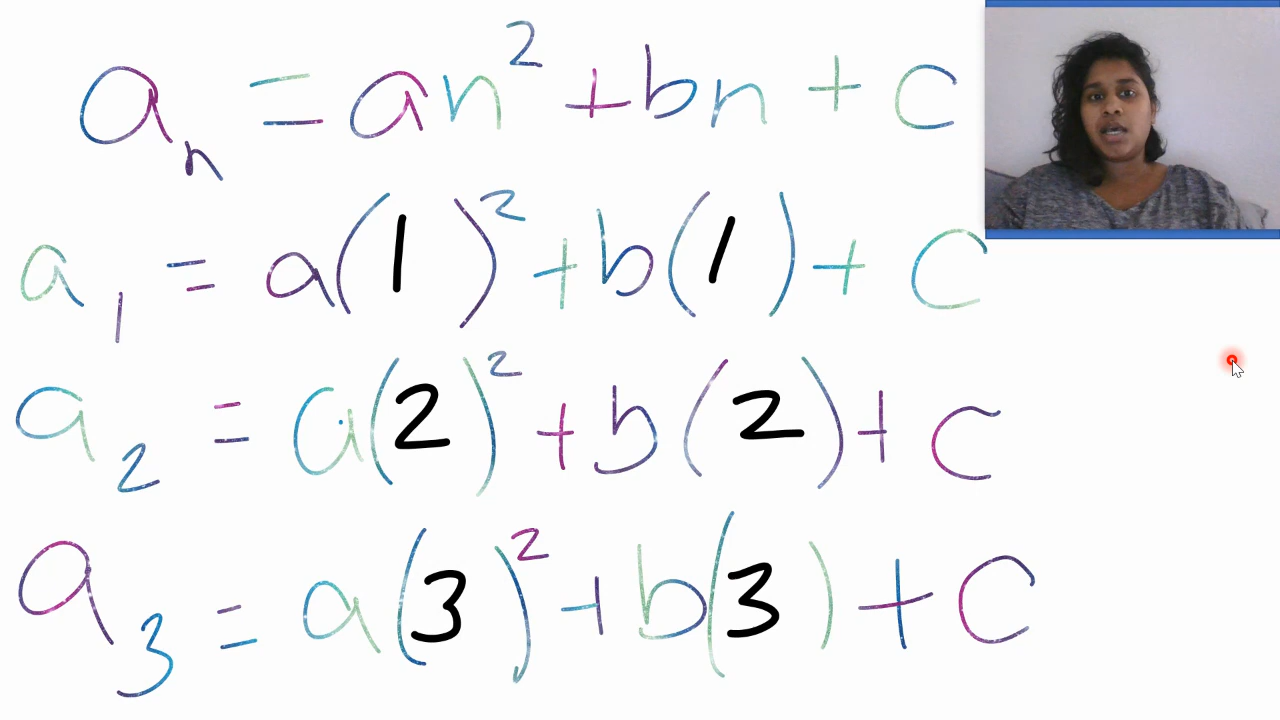 aₙ = an² + bn + c
a₁ = a(1)² + b(1) + c
a₂ = a(2)² + b(2) + c
a₃ = a(3)² + b(3) + c